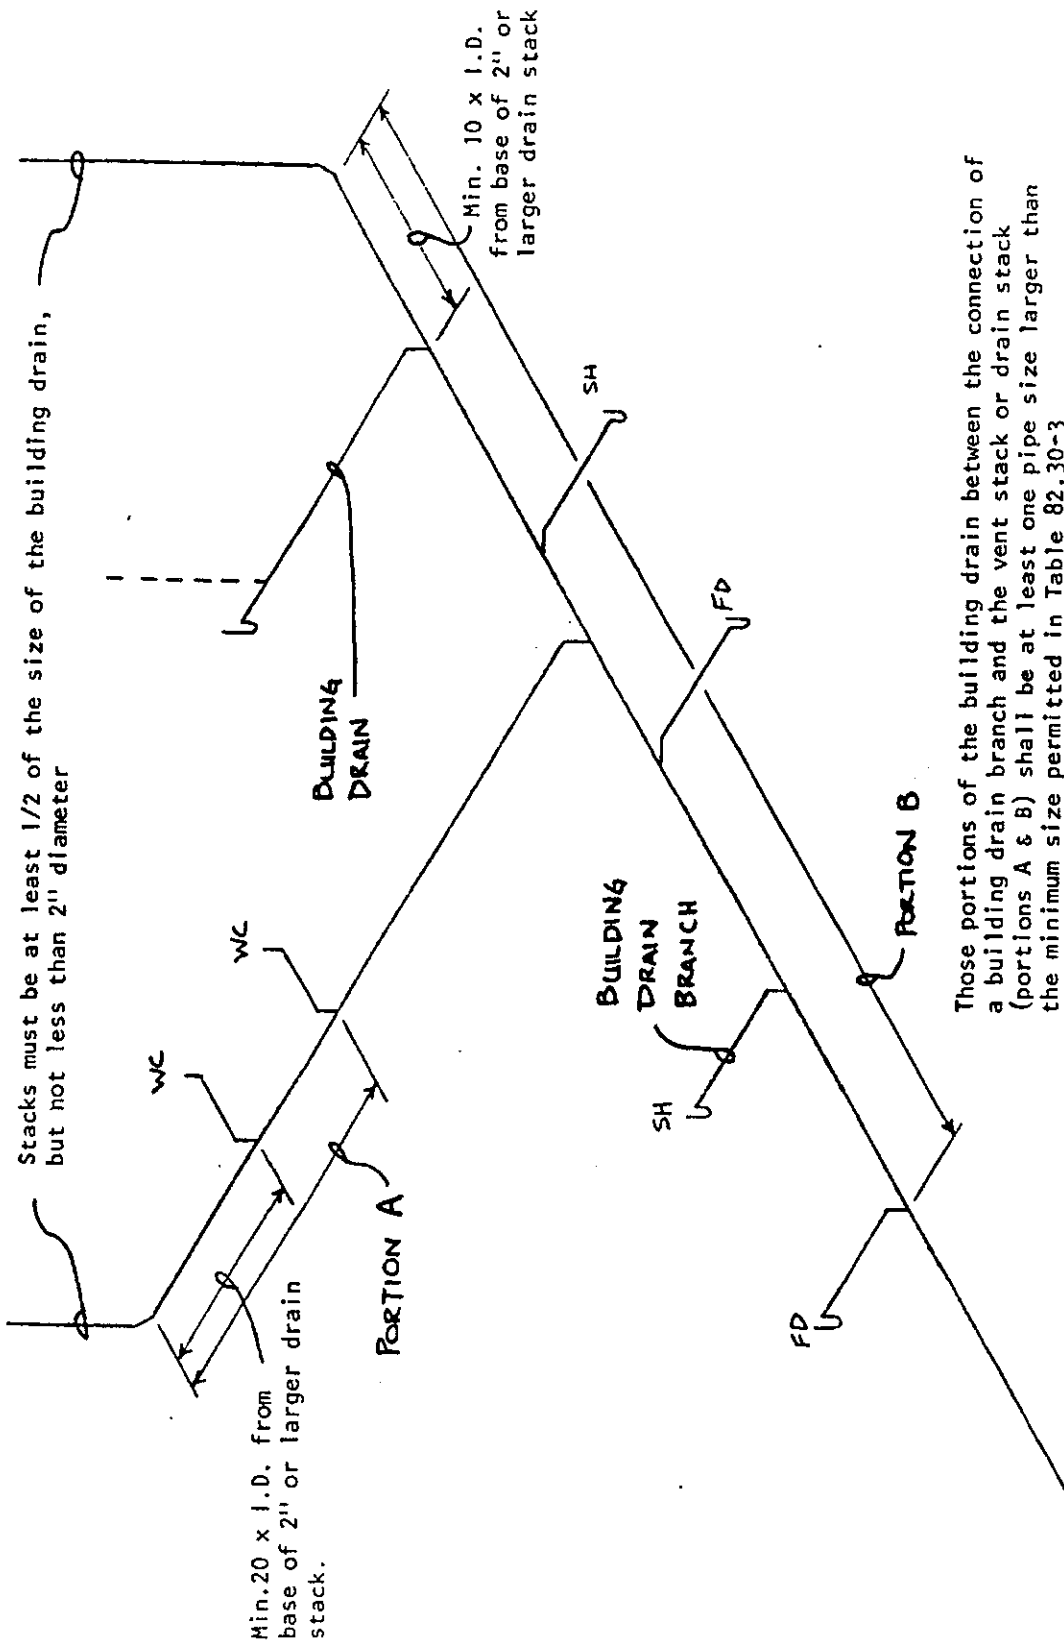 Stacks must be at least 1/2 of the size of the building drain,
but not less than 2" diameter
Min. 10 x I.D.
from base of 2" or
larger drain stack
BUILDING
DRAIN
SH
WC
WC
FD
Min.20 x I.D. from
base of 2" or larger drain
stack.
PORTION A
BUILDING
DRAIN
BRANCH
SH
PORTION B
FD
Those portions of the building drain between the connection of
a building drain branch and the vent stack or drain stack
(portions A & B) shall be at least one pipe size larger than
the minimum size permitted in Table 82.30-3